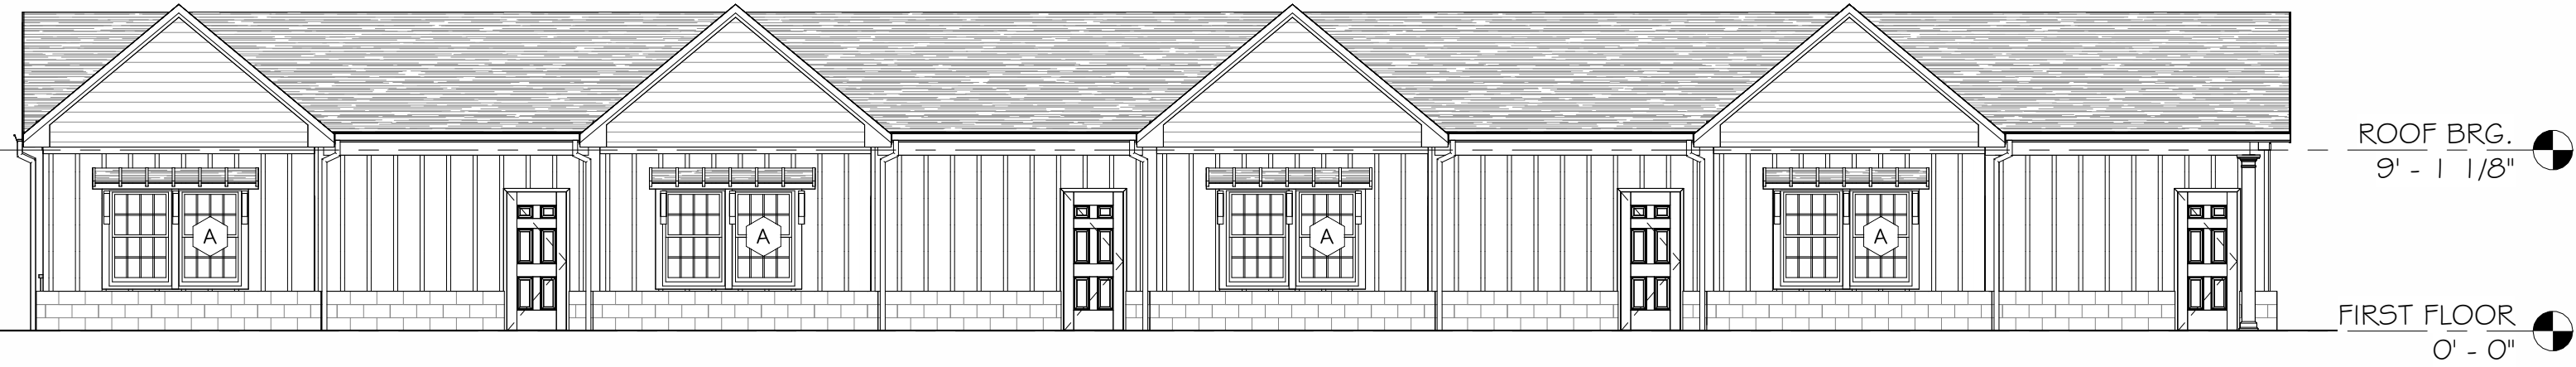 ROOF BRG.
9' - 1 1/8"
A
A
A
A
FIRST FLOOR
0' - 0"